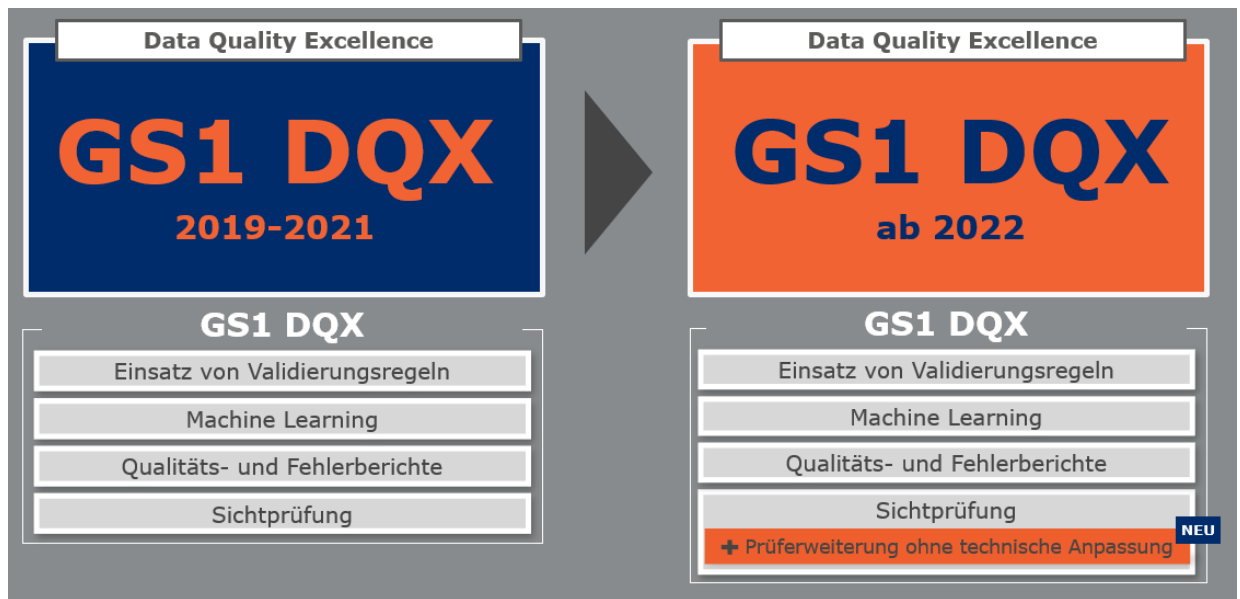 Data Quality Excellence
GS1 DQX
2019-2021
GS1 DQX
Einsatz von Validierungsregeln
Machine Learning
Qualitäts- und Fehlerberichte
Sichtprüfung
Data Quality Excellence
GS1 DQX
ab 2022
GS1 DQX
Einsatz von Validierungsregeln
Machine Learning
Qualitäts- und Fehlerberichte
Sichtprüfung
NEU
+ Prüferweiterung ohne technische Anpassung